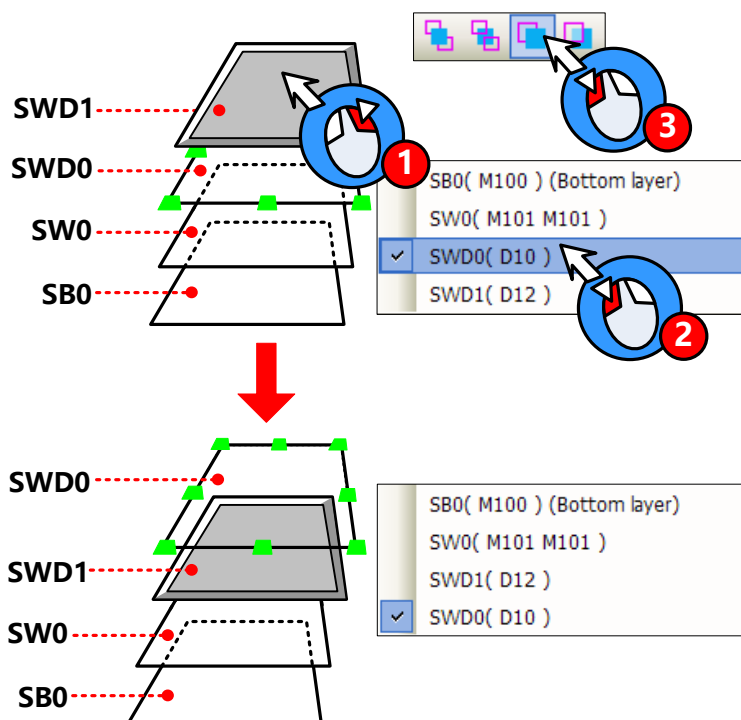 3
SWD1
1
SWD0
SB0( M100 ) (Bottom layer)
SW0
SW0( M101 M101 )
SWD0( D10 )
SB0
SWD1( D12 )
2
SWD0
SB0( M100 ) (Bottom layer)
SW0( M101 M101 )
SWD1
SWD1( D12 )
SWD0( D10 )
SW0
SB0